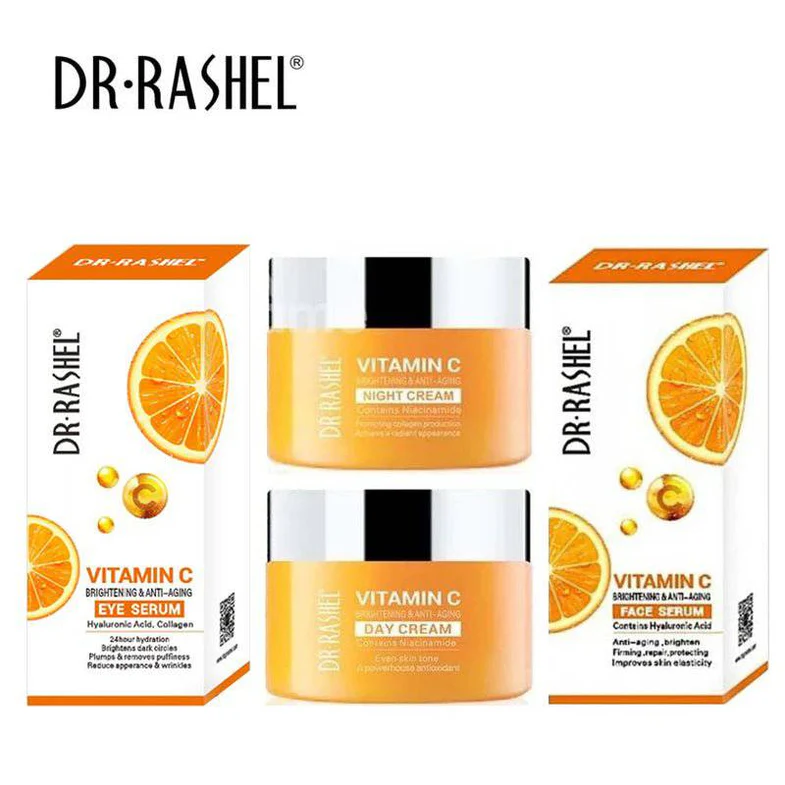 DR·RASHEL®
DR·RASHEL®
DR·RASHEL®
VITAMIN C
BRIGHTENING & ANTI-AGING
EYE SERUM
Hyaluronic Acid, Collagen
24hour hydration
Brightens dark circles
Plumps & removes puffiness
Reduce apperance & wrinkles
C
DR·RASHEL®
VITAMIN C
BRIGHTENING & ANTI-AGING
NIGHT CREAM
Contains Niacinamide
Promoting collagen production
Achieves a radiant appearance
DR·RASHEL®
VITAMIN C
BRIGHTENING & ANTI-AGING
DAY CREAM
Contains Niacinamide
Even skin tone
A powerhouse antioxidant
DR·RASHEL®
DR·RASHEL®
C
VITAMIN C
BRIGHTENING & ANTI-AGING
FACE SERUM
Contains Hyaluronic Acid
Anti-aging ,brighten
Firming ,repair,protecting
Improves skin elasticity